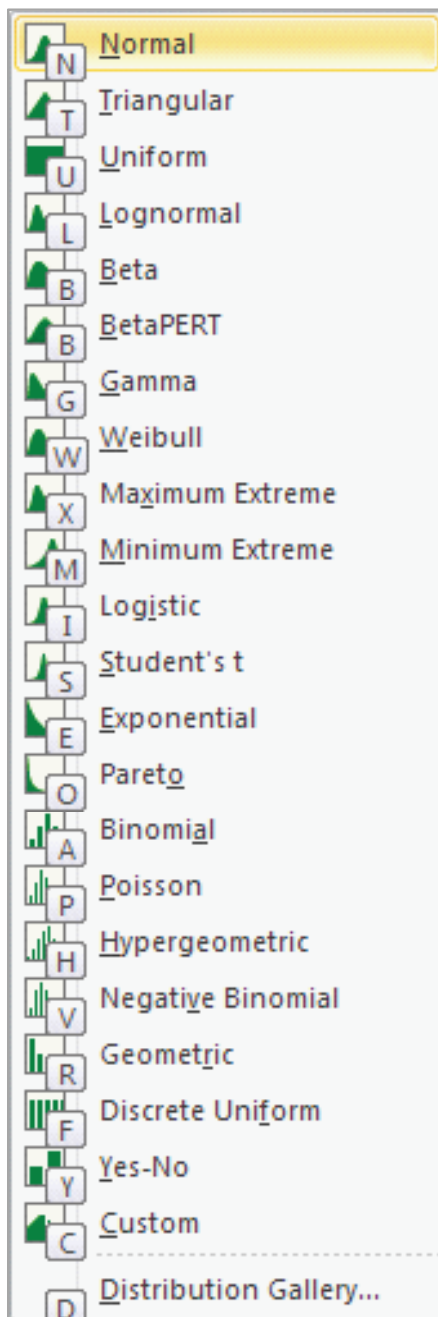 N Normal
T Triangular
U Uniform
L Lognormal
B Beta
B BetaPERT
G Gamma
W Weibull
X Maximum Extreme
M Minimum Extreme
I Logistic
S Student's t
E Exponential
O Pareto
A Binomial
P Poisson
H Hypergeometric
V Negative Binomial
R Geometric
F Discrete Uniform
Y Yes-No
C Custom
D Distribution Gallery...